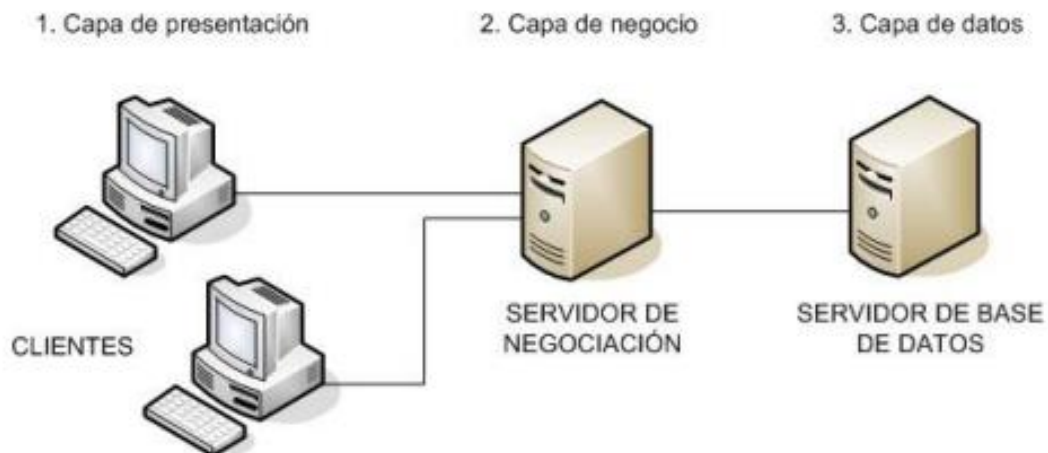 1. Capa de presentación
2. Capa de negocio
3. Capa de datos
CLIENTES
SERVIDOR DE
NEGOCIACIÓN
SERVIDOR DE BASE
DE DATOS